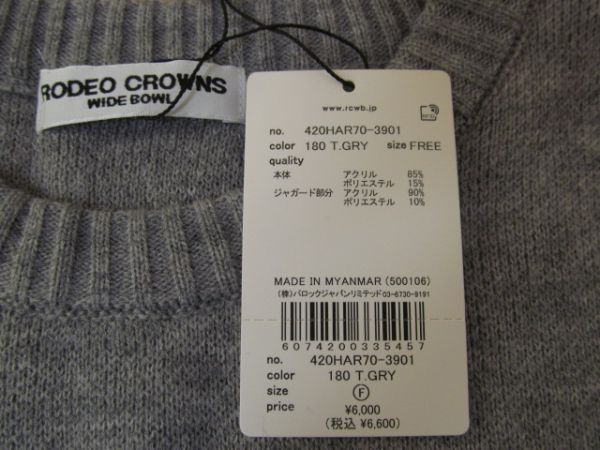 RODEO CROWNS
WIDE BOWL
www.rcwb.jp
no. 420HAR70-3901
color 180 T.GRY size FREE
quality
本体 アクリル 85%
ポリエステル 15%
ジャガード部分 アクリル 90%
ポリエステル 10%
MADE IN MYANMAR (500106)
(株)バロックジャパンリミテッド03-6730-9191
607420033545​7
no. 420HAR70-3901
color 180 T.GRY
size F
price ¥6,000
(税込 ¥6,600)